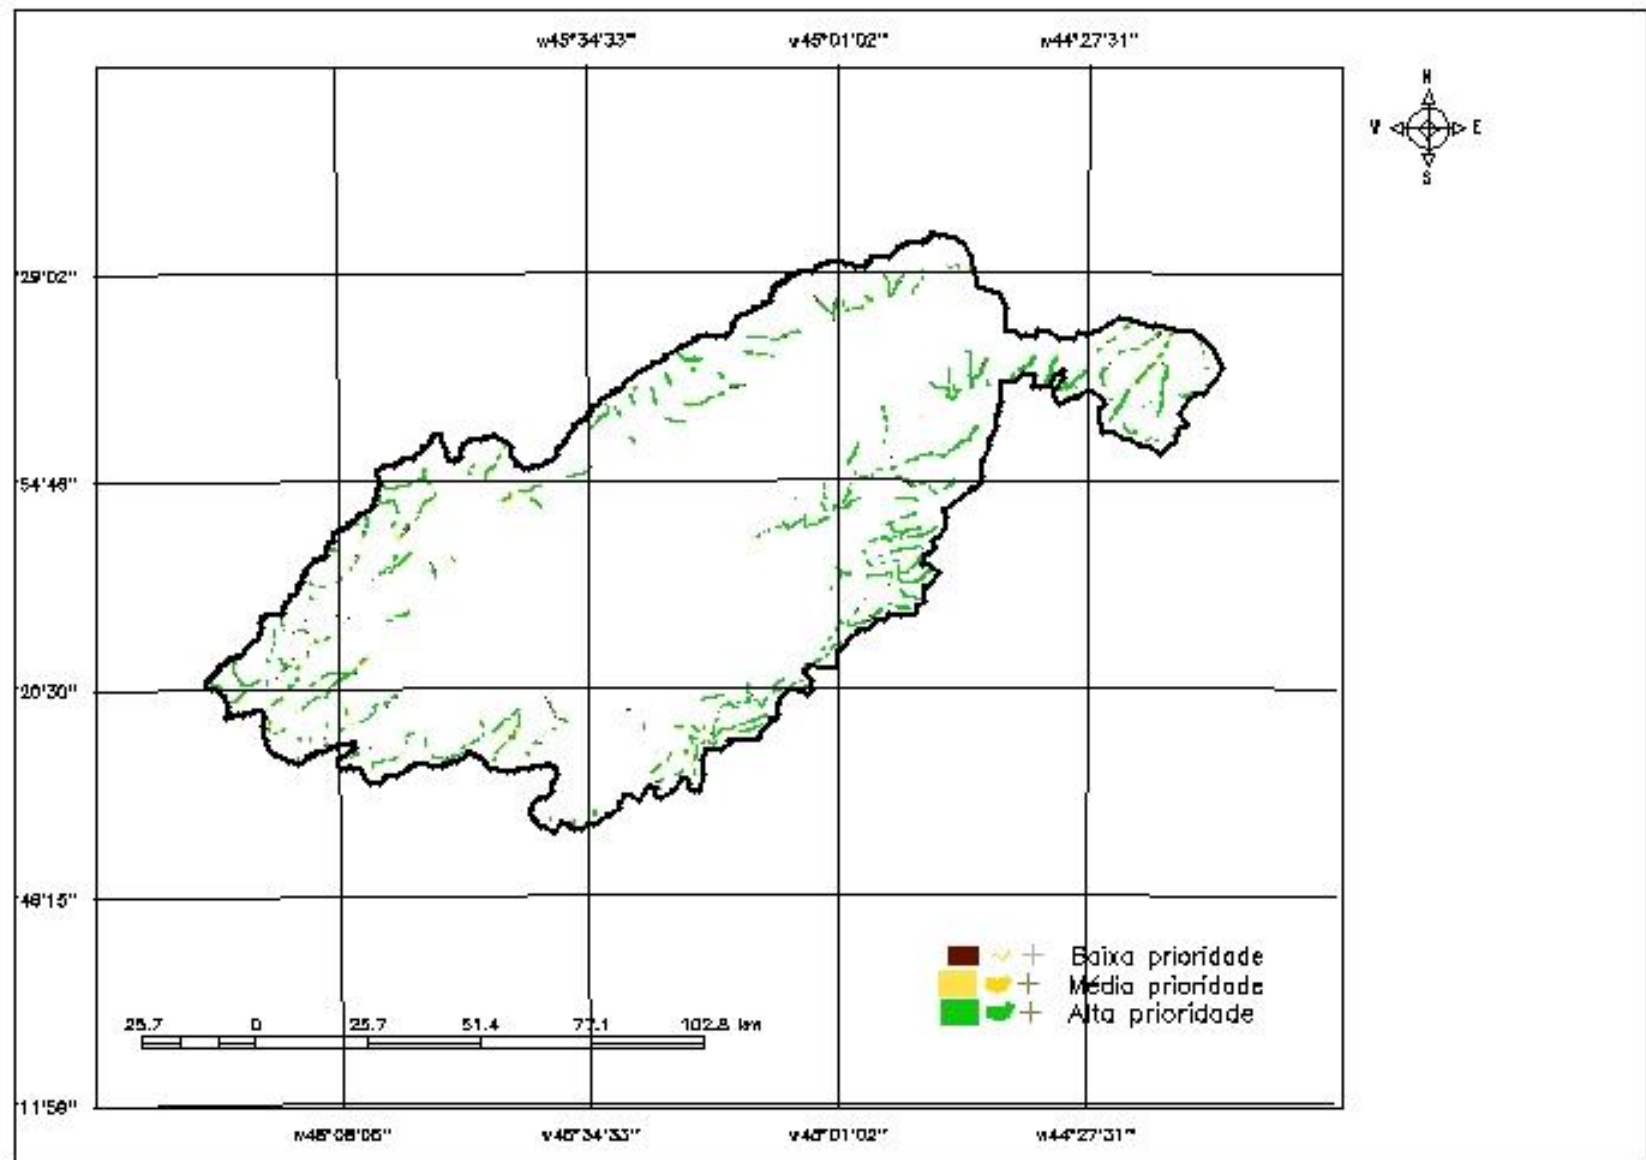 w45°34'33"
w45°01'02"
w44°27'31"
N
E
S
'29'02"
54'46"
20'30"
46'15"
11'56"
Baixa prioridade
Média prioridade
Alta prioridade
25.7 0 25.7 51.4 77.1 102.8 km
w46°08'05" w45°34'33" w45°01'02" w44°27'31"